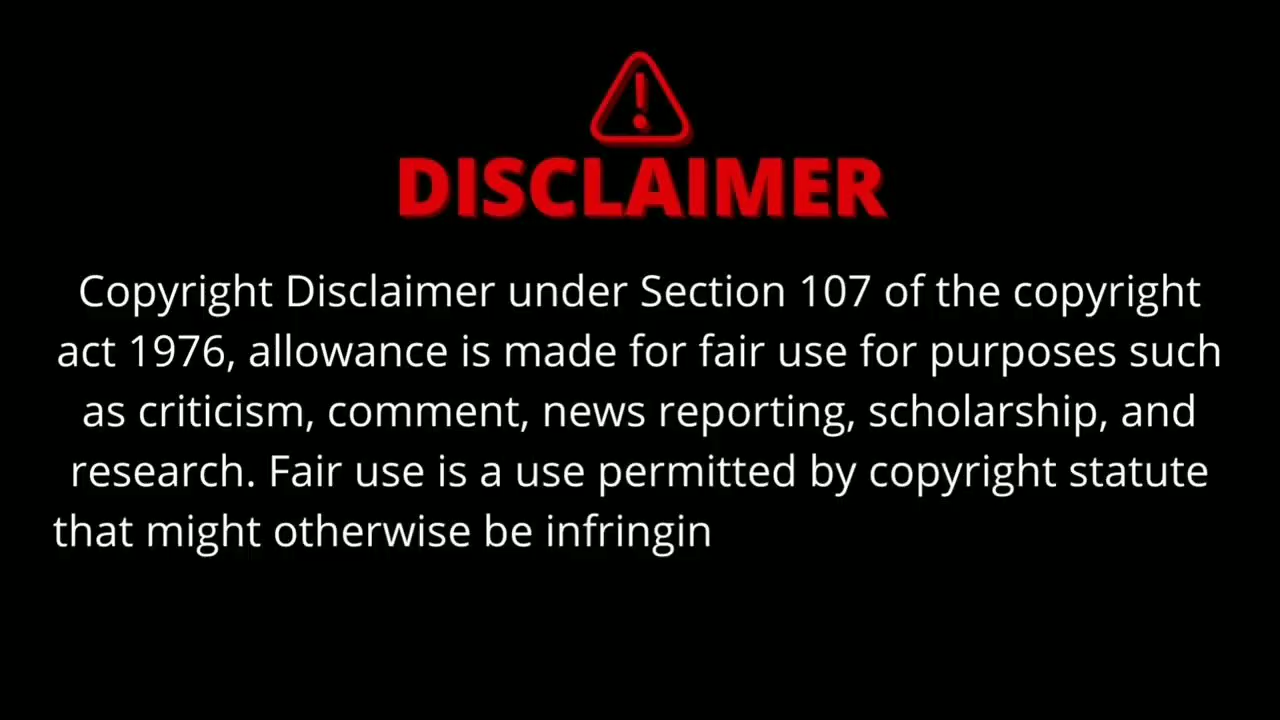 DISCLAIMER
Copyright Disclaimer under Section 107 of the copyright
act 1976, allowance is made for fair use for purposes such
as criticism, comment, news reporting, scholarship, and
research. Fair use is a use permitted by copyright statute
that might otherwise be infringin